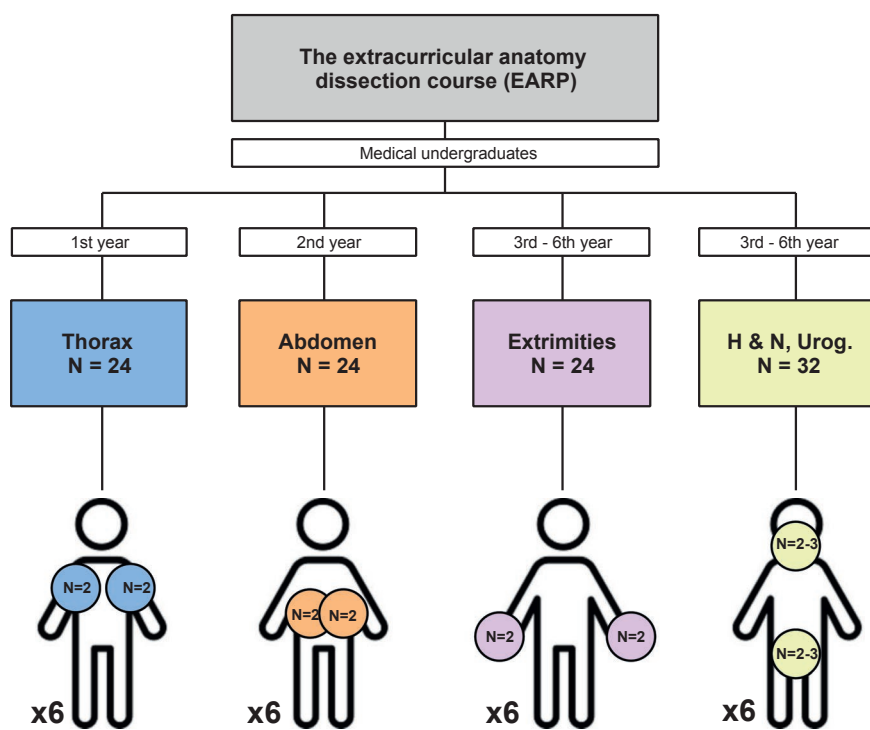 The extracurricular anatomy
dissection course (EARP)
Medical undergraduates
1st year
2nd year
3rd - 6th year
3rd - 6th year
Thorax
N = 24
Abdomen
N = 24
Extrimities
N = 24
H & N, Urog.
N = 32
N=2
N=2
N=2
N=2
N=2
N=2
N=2-3
N=2-3
x6
x6
x6
x6